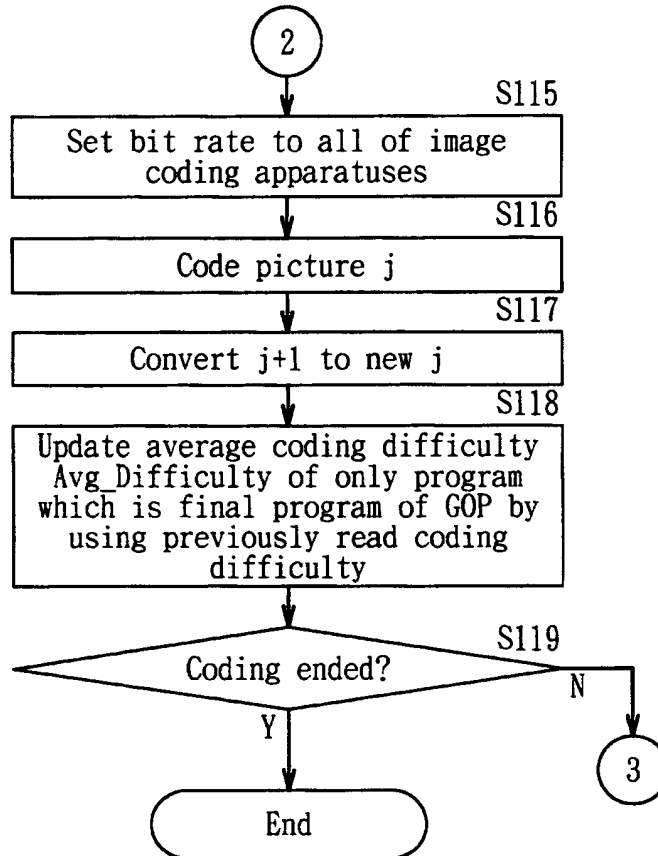 2
S115
Set bit rate to all of image
coding apparatuses
S116
Code picture j
S117
Convert j+1 to new j
S118
Update average coding difficulty
Avg_Difficulty of only program
which is final program of GOP by
using previously read coding
difficulty
S119
Coding ended?
N
Y
3
End